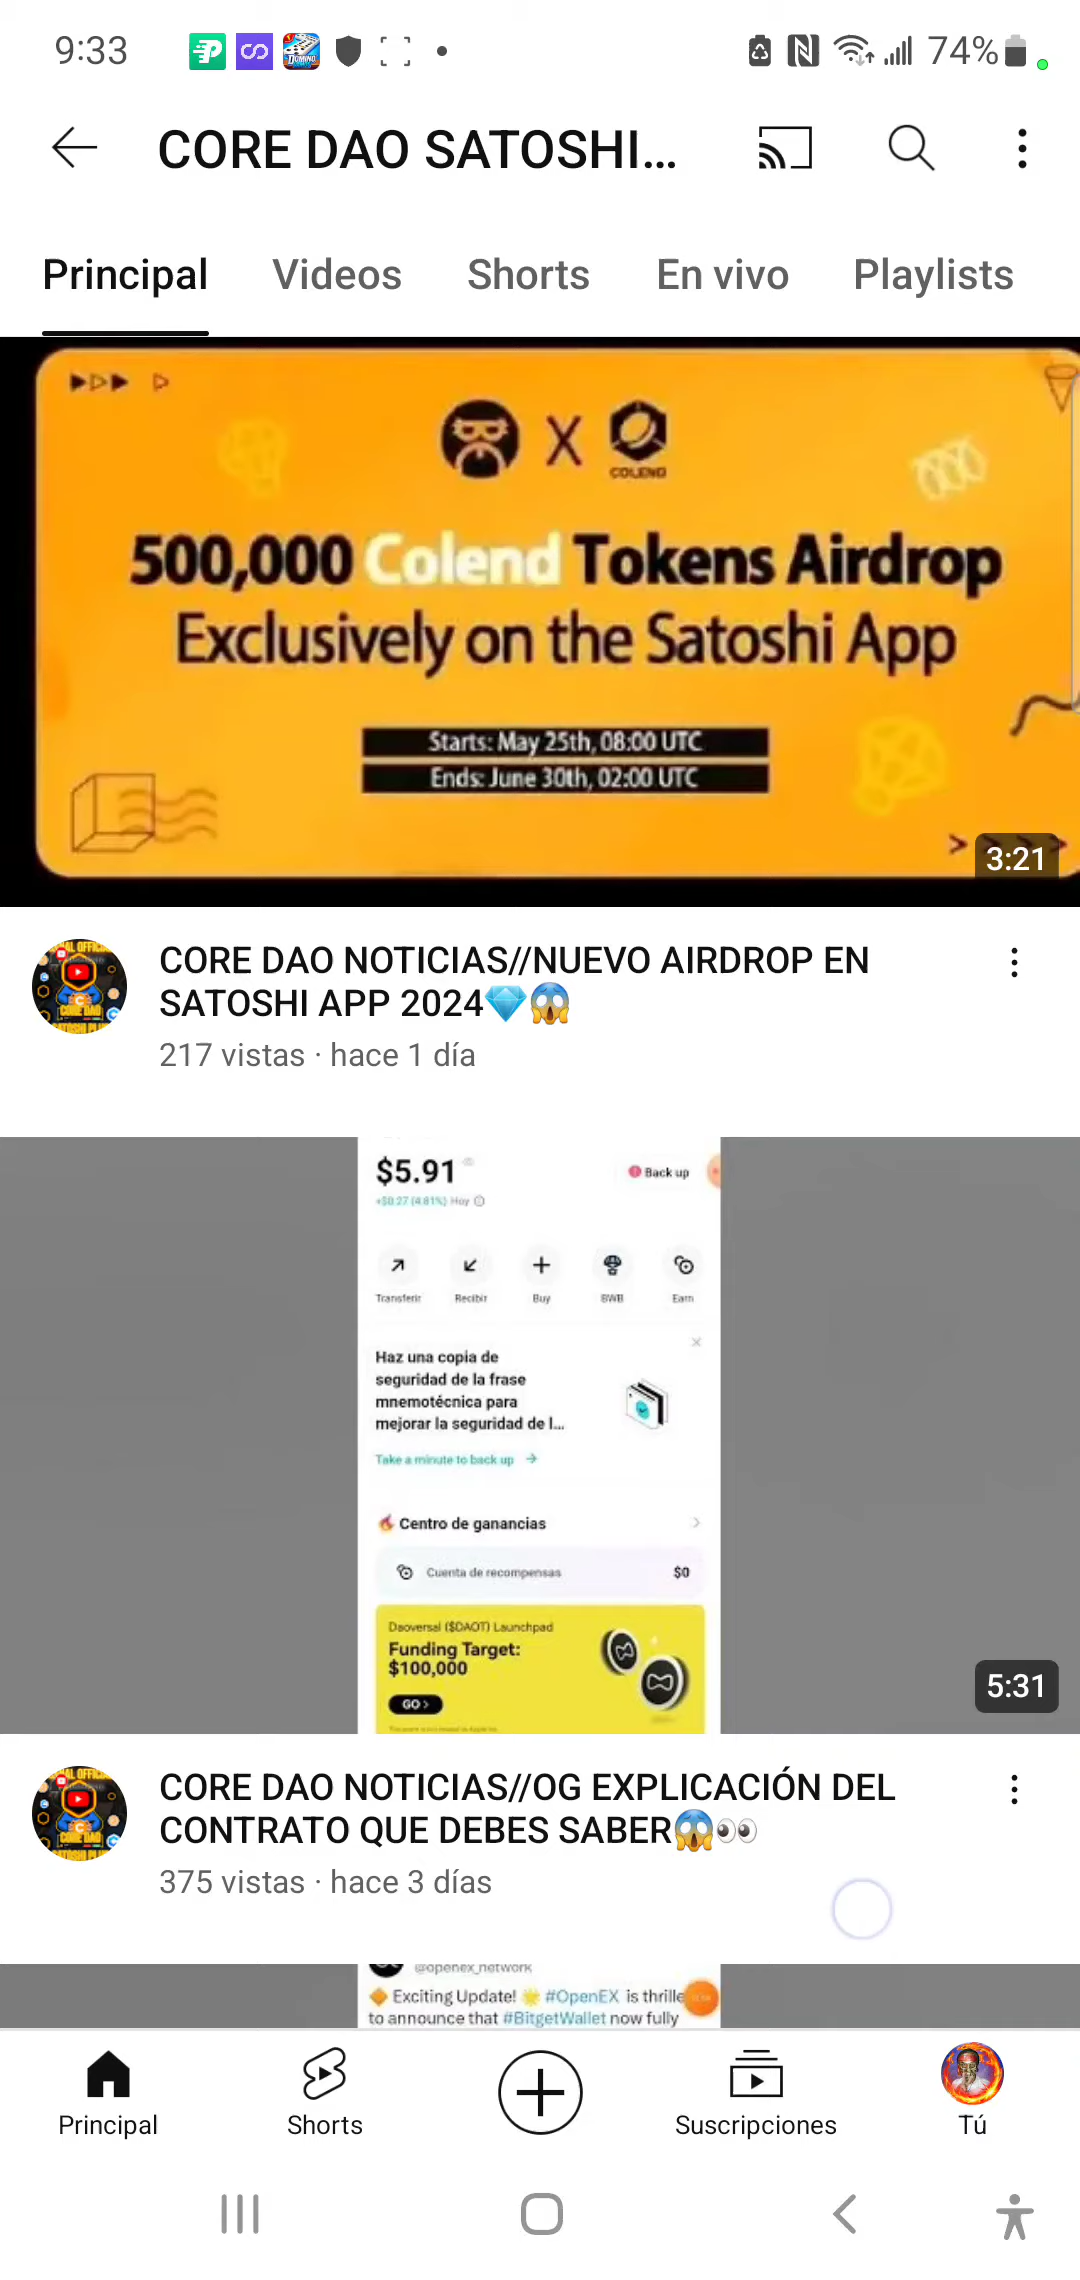 9:33
74%
CORE DAO SATOSHI...
Principal
Videos
Shorts
En vivo
Playlists
X
COLEND
500,000 Colend Tokens Airdrop
Exclusively on the Satoshi App
Starts: May 25th, 08:00 UTC
Ends: June 30th, 02:00 UTC
3:21
CORE DAO NOTICIAS//NUEVO AIRDROP EN
SATOSHI APP 2024💎😱
217 vistas · hace 1 día
$5.91
Back up
+$0.27 (4.81%) Hoy
Transferir
Recibir
Buy
BWB
Earn
Haz una copia de
seguridad de la frase
mnemotécnica para
mejorar la seguridad de l...
Take a minute to back up →
Centro de ganancias
Cuenta de recompensas
$0
Daoversal ($DAOT) Launchpad
Funding Target:
$100,000
GO >
5:31
CORE DAO NOTICIAS//OG EXPLICACIÓN DEL
CONTRATO QUE DEBES SABER😱👀
375 vistas · hace 3 días
@openex_network
🔶 Exciting Update! 🌟 #OpenEX is thrille
to announce that #BitgetWallet now fully
Principal
Shorts
Suscripciones
Tú